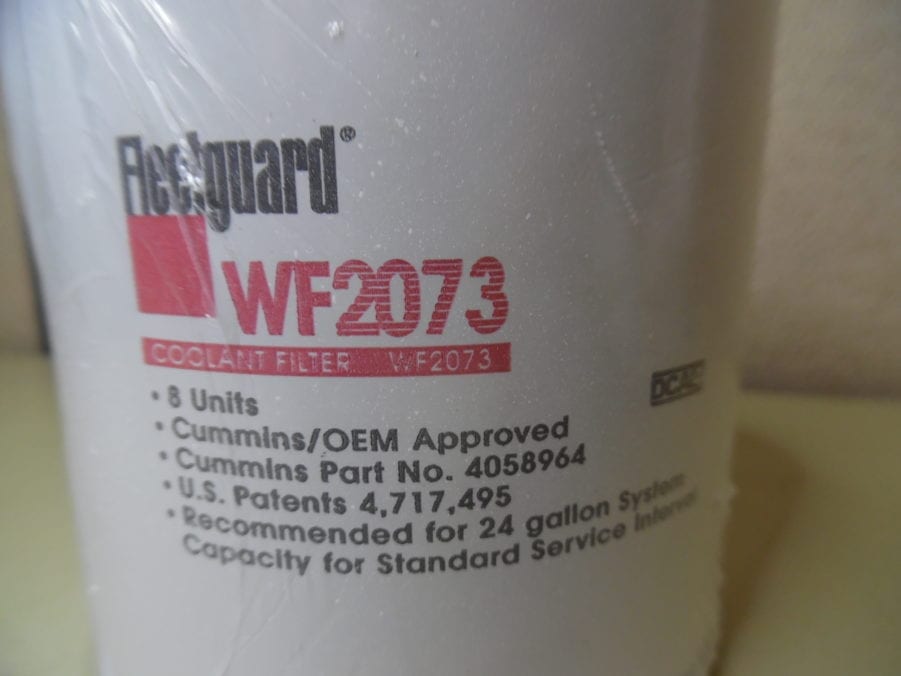 Fleetguard®
WF2073
COOLANT FILTER WF2073
• 8 Units
• Cummins/OEM Approved
• Cummins Part No. 4058964
• U.S. Patents 4,717,495
• Recommended for 24 gallon System
Capacity for Standard Service Interval